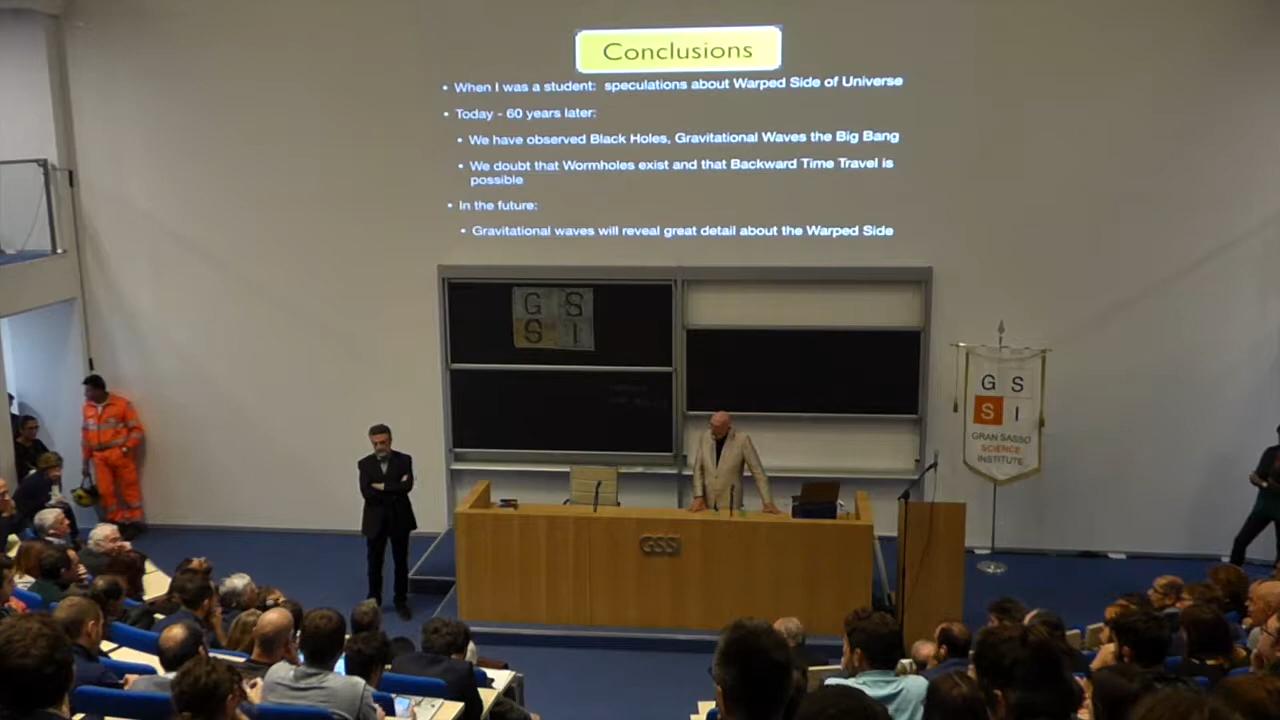 Conclusions
• When I was a student: speculations about Warped Side of Universe
• Today - 60 years later:
• We have observed Black Holes, Gravitational Waves the Big Bang
• We doubt that Wormholes exist and that Backward Time Travel is
possible
• In the future:
• Gravitational waves will reveal great detail about the Warped Side
G S
S I
G S
S I
GRAN SASSO
SCIENCE
INSTITUTE
GSSI